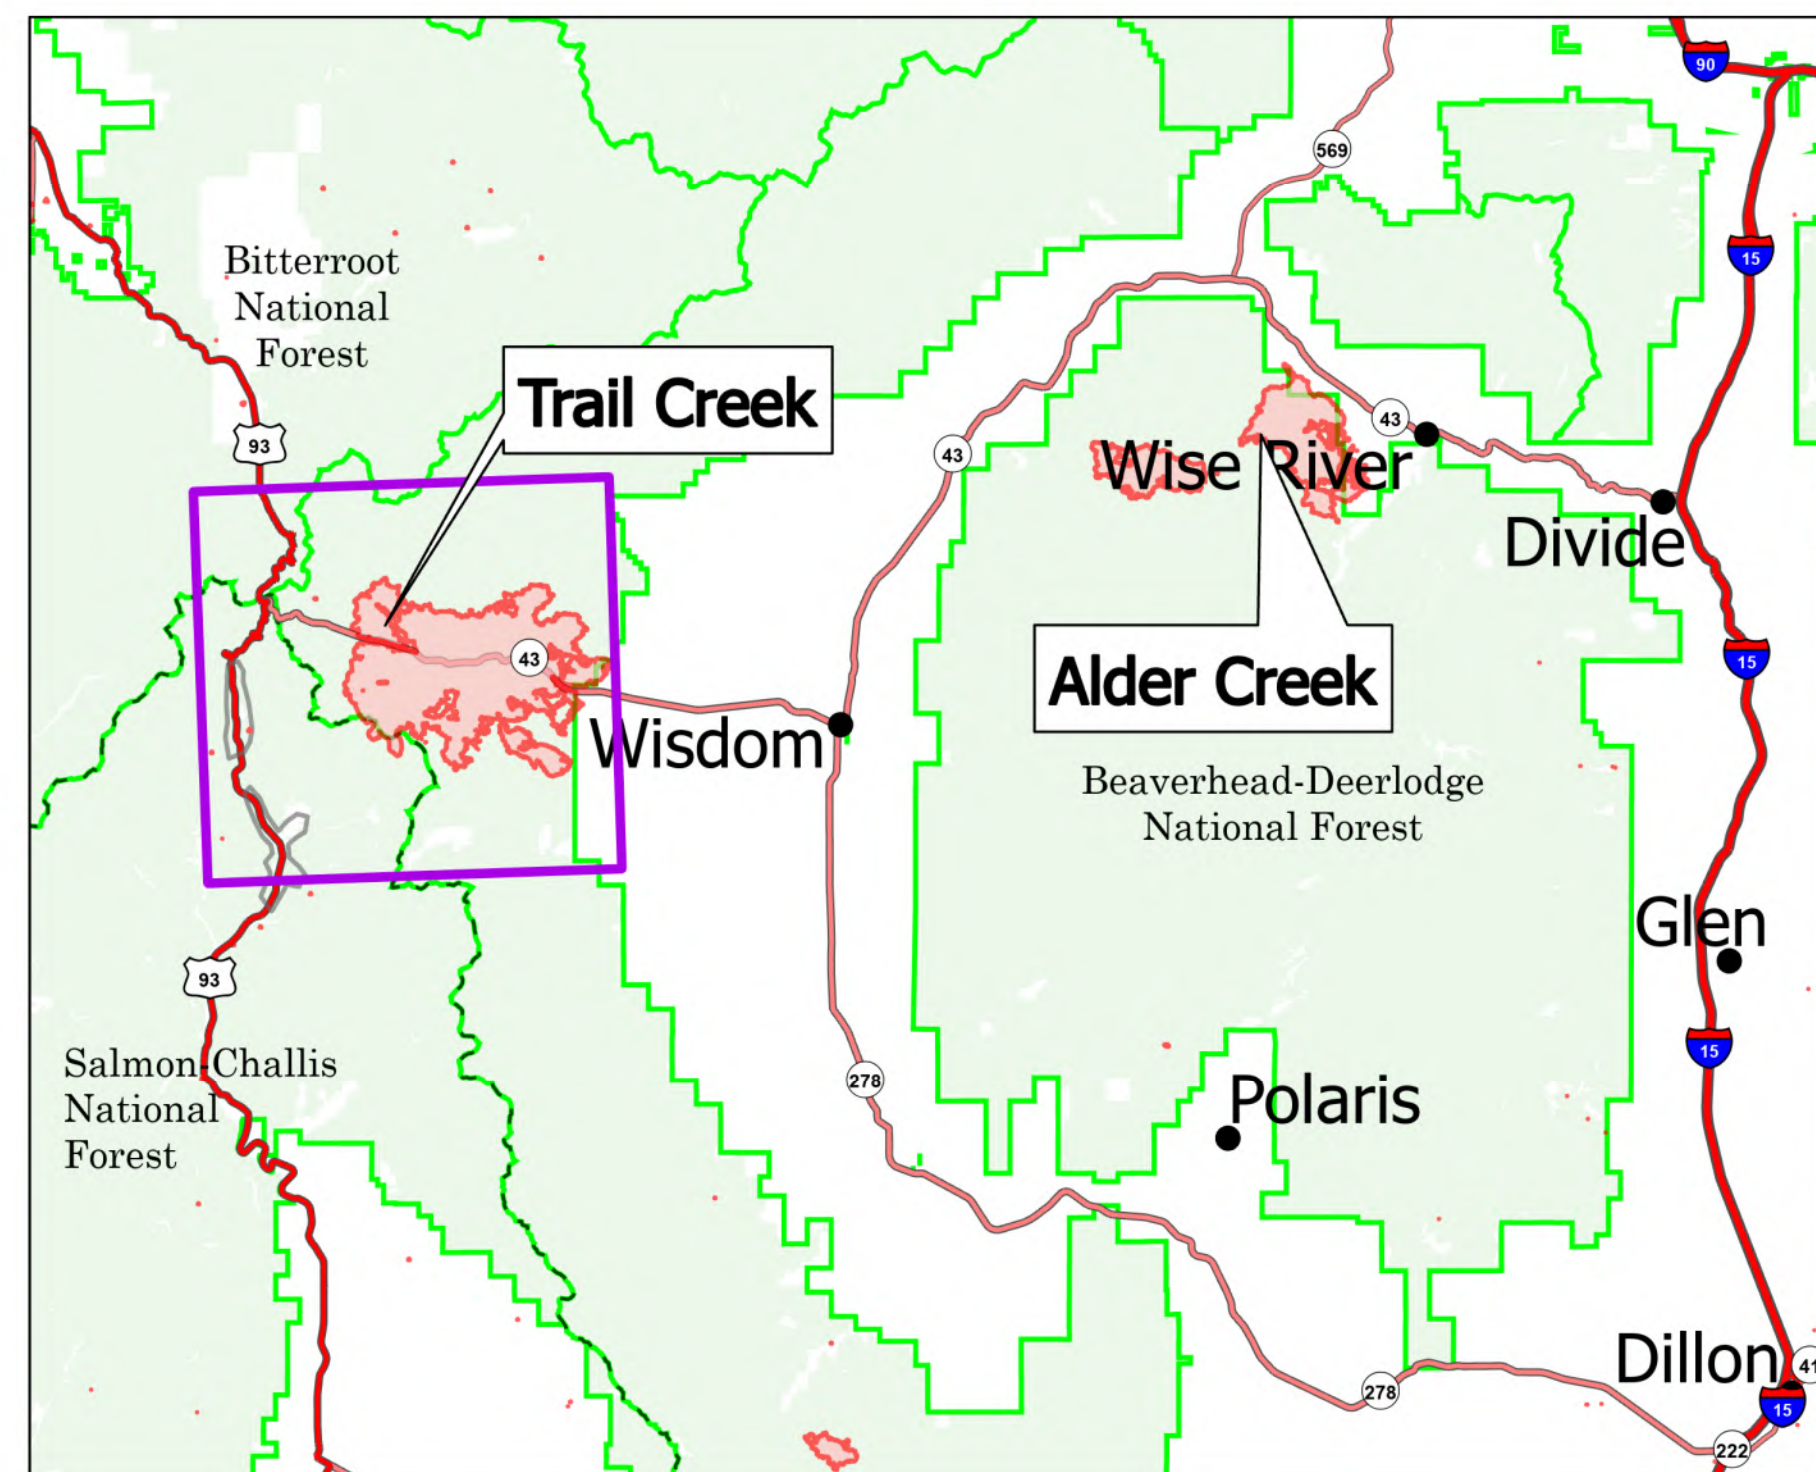 90
569
15
Bitterroot
National
Forest
Trail Creek
93
43
43
Wise River
Divide
43
15
Alder Creek
Wisdom
Beaverhead-Deerlodge
National Forest
Glen
93
15
Salmon-Challis
National
Forest
278
Polaris
Dillon
41
278
15
222